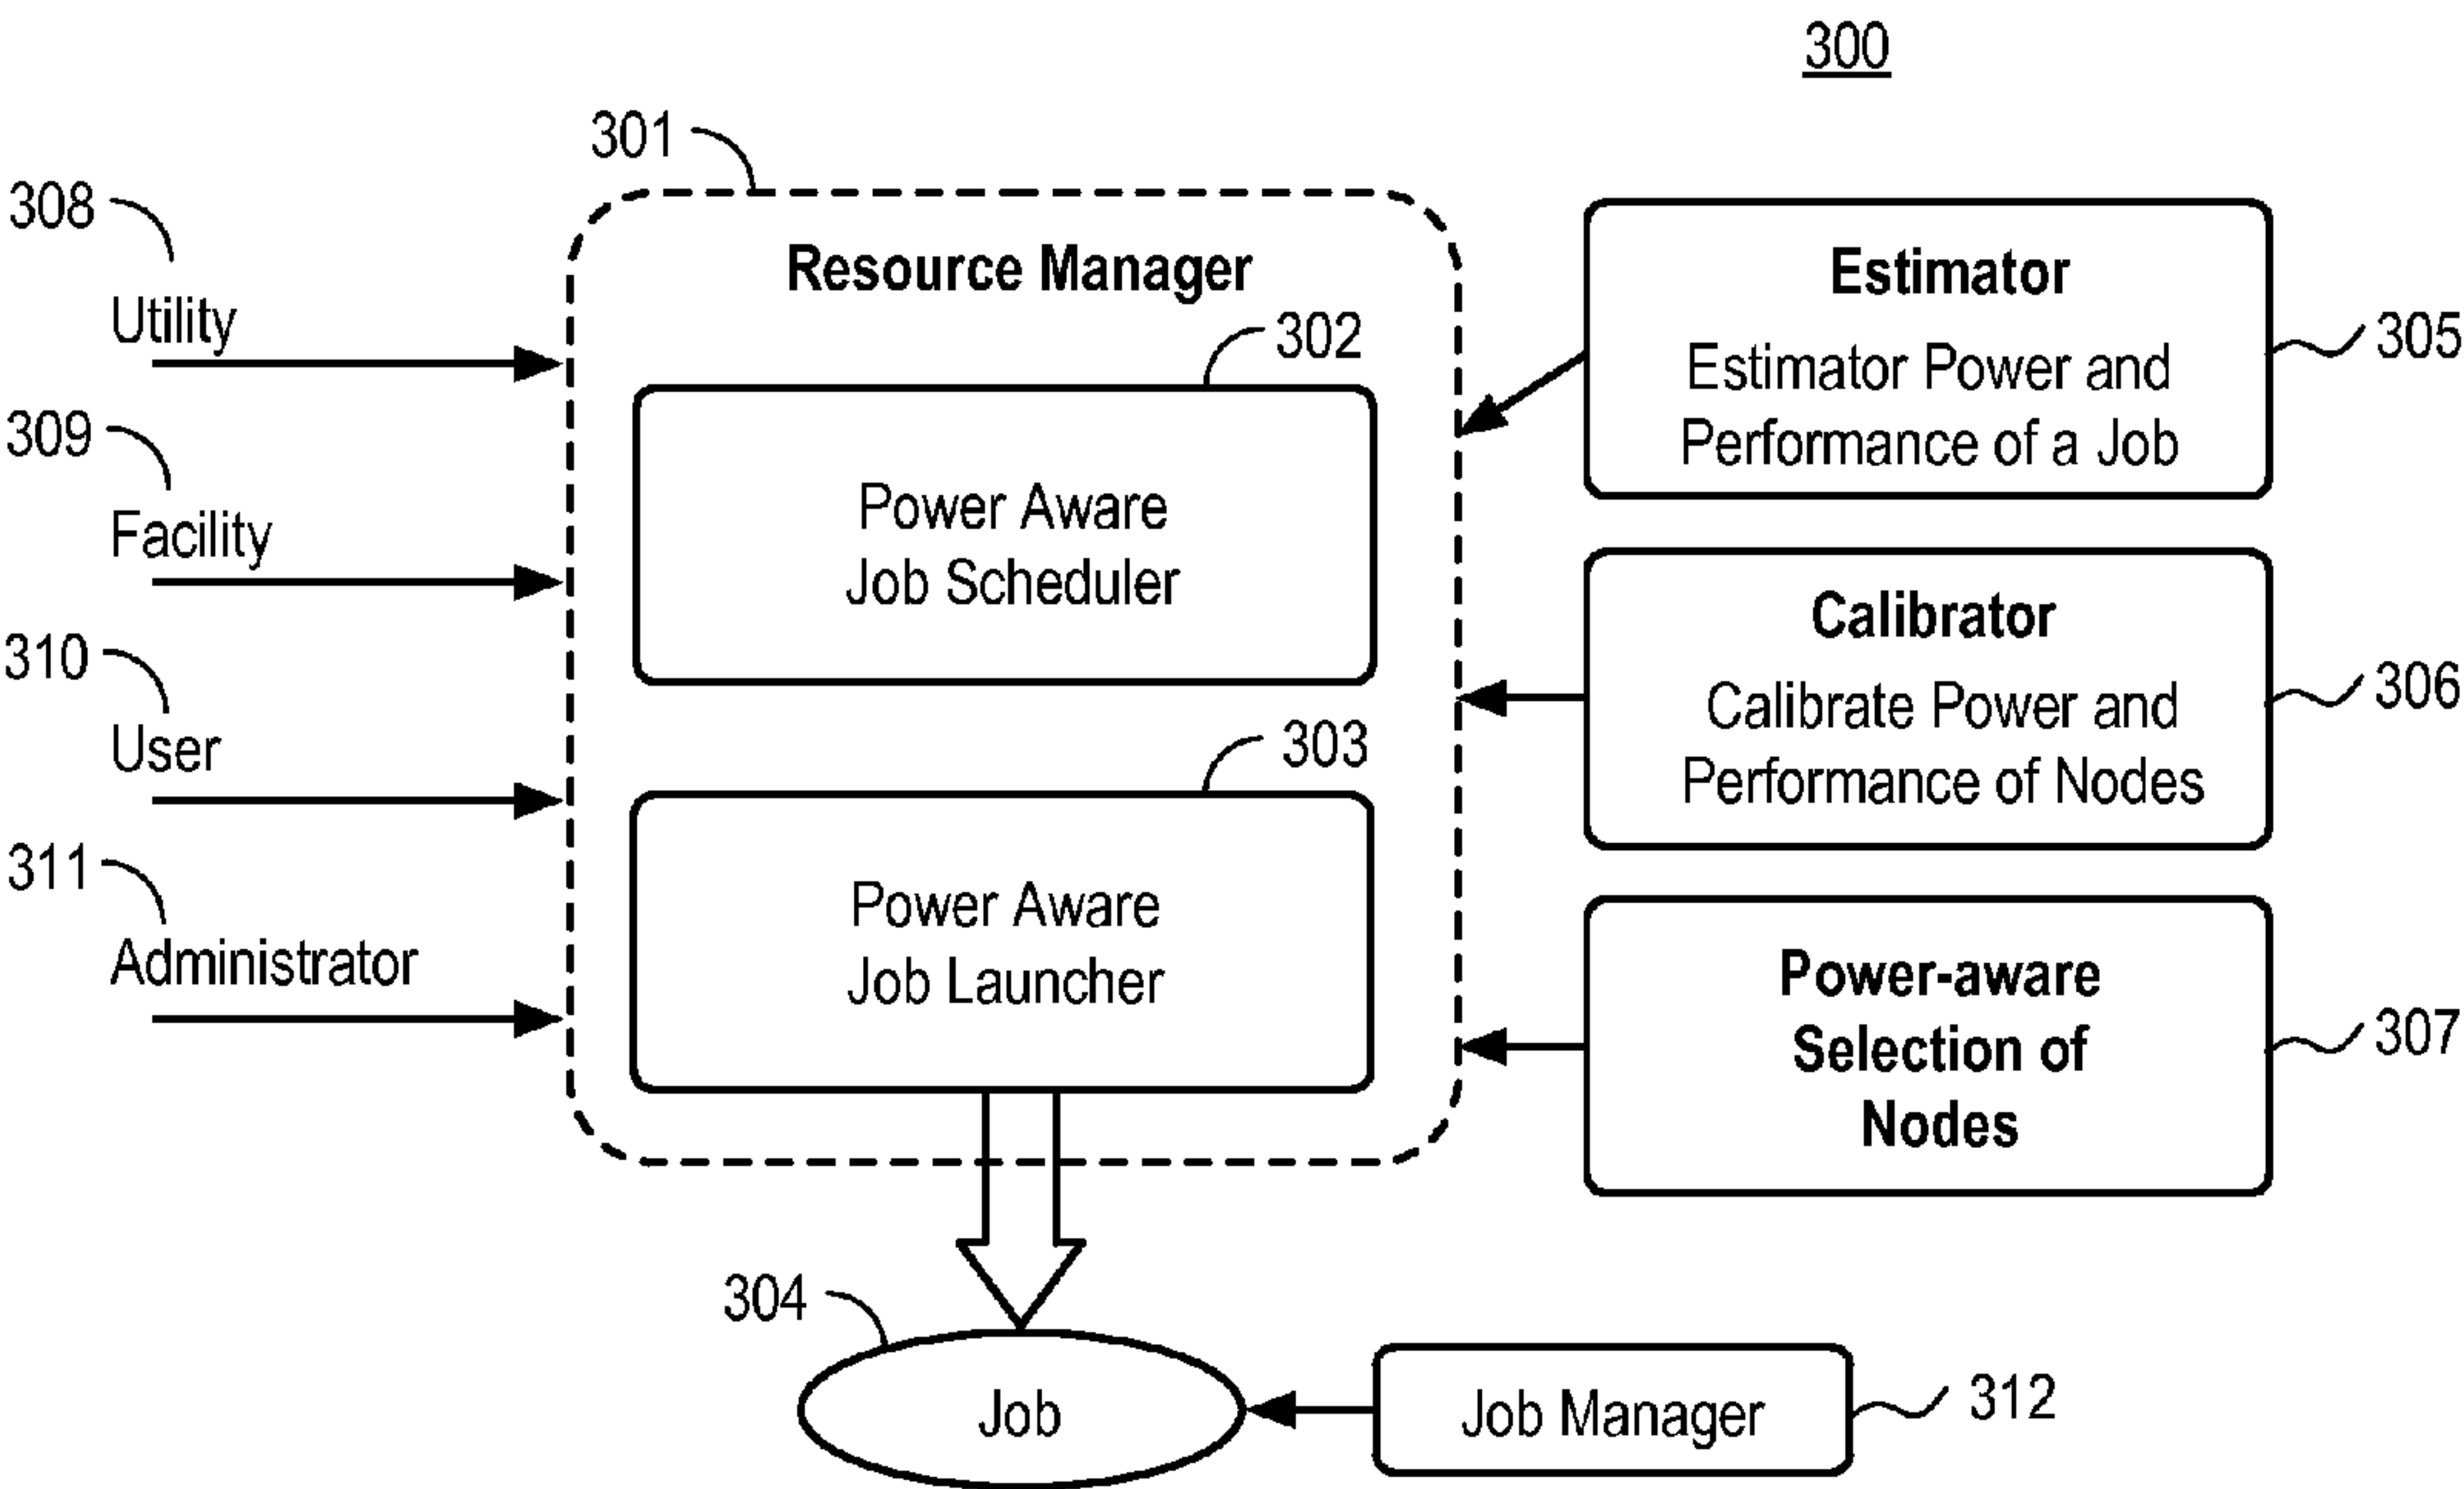 300
301
308
Utility
309
Facility
310
User
311
Administrator
Resource Manager
302
Power Aware
Job Scheduler
303
Power Aware
Job Launcher
Estimator
Estimator Power and
Performance of a Job
305
Calibrator
Calibrate Power and
Performance of Nodes
306
Power-aware
Selection of
Nodes
307
304
Job
Job Manager
312